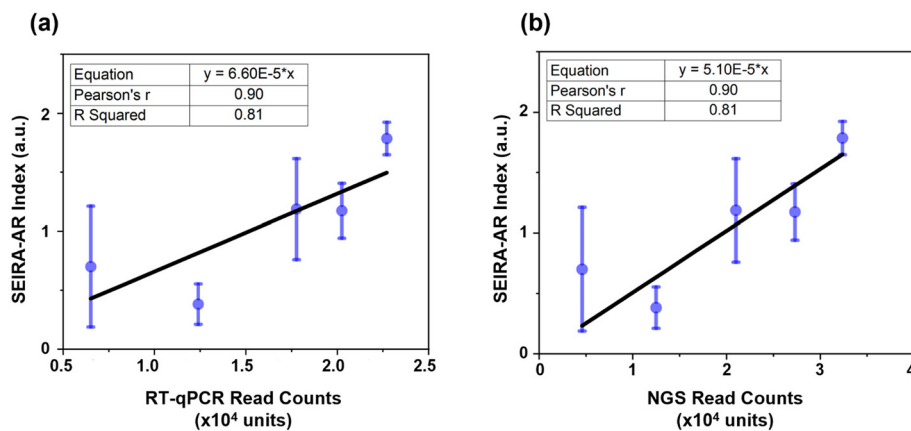 (a)
Equation y = 6.60E-5*x
Pearson's r 0.90
R Squared 0.81
SEIRA-AR Index (a.u.)
2
1
0
0.5 1.0 1.5 2.0 2.5
RT-qPCR Read Counts
(x10⁴ units)
(b)
Equation y = 5.10E-5*x
Pearson's r 0.90
R Squared 0.81
SEIRA-AR Index (a.u.)
2
1
0
0 1 2 3 4
NGS Read Counts
(x10⁴ units)